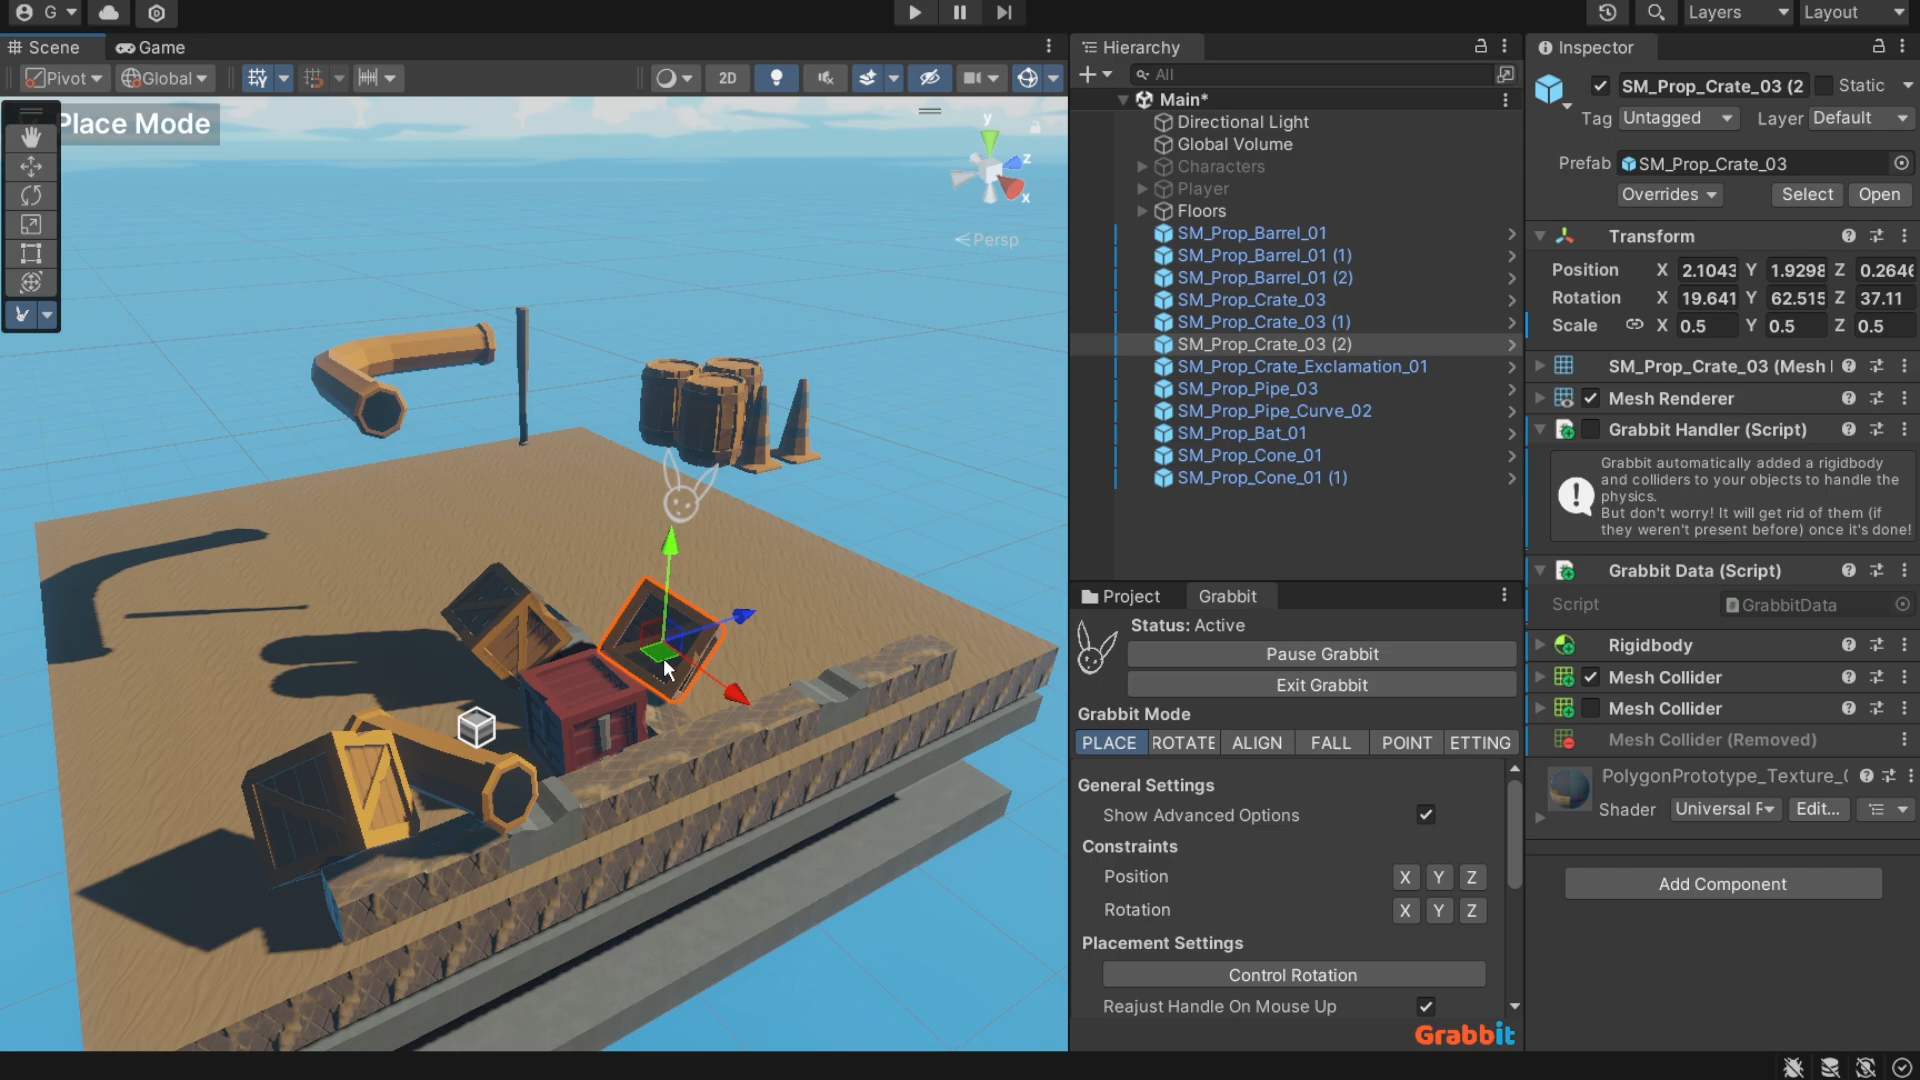 G
Layers
Layout
Scene
Game
Hierarchy
Inspector
Pivot
Global
2D
All
Place Mode
y
z
x
Persp
Main*
Directional Light
Global Volume
Characters
Player
Floors
SM_Prop_Barrel_01
SM_Prop_Barrel_01 (1)
SM_Prop_Barrel_01 (2)
SM_Prop_Crate_03
SM_Prop_Crate_03 (1)
SM_Prop_Crate_03 (2)
SM_Prop_Crate_Exclamation_01
SM_Prop_Pipe_03
SM_Prop_Pipe_Curve_02
SM_Prop_Bat_01
SM_Prop_Cone_01
SM_Prop_Cone_01 (1)
Project
Grabbit
Status: Active
Pause Grabbit
Exit Grabbit
Grabbit Mode
PLACE ROTATE ALIGN FALL POINT ETTING
General Settings
Show Advanced Options
Constraints
Position X Y Z
Rotation X Y Z
Placement Settings
Control Rotation
Reajust Handle On Mouse Up
Grabbit
SM_Prop_Crate_03 (2
Static
Tag Untagged Layer Default
Prefab SM_Prop_Crate_03
Overrides Select Open
Transform
Position X 2.1043 Y 1.9298 Z 0.2646
Rotation X 19.641 Y 62.515 Z 37.11
Scale X 0.5 Y 0.5 Z 0.5
SM_Prop_Crate_03 (Mesh
Mesh Renderer
Grabbit Handler (Script)
Grabbit automatically added a rigidbody
and colliders to your objects to handle the
physics.
But don't worry! It will get rid of them (if
they weren't present before) once it's done!
Grabbit Data (Script)
Script GrabbitData
Rigidbody
Mesh Collider
Mesh Collider
Mesh Collider (Removed)
PolygonPrototype_Texture_0
Shader Universal Edit...
Add Component